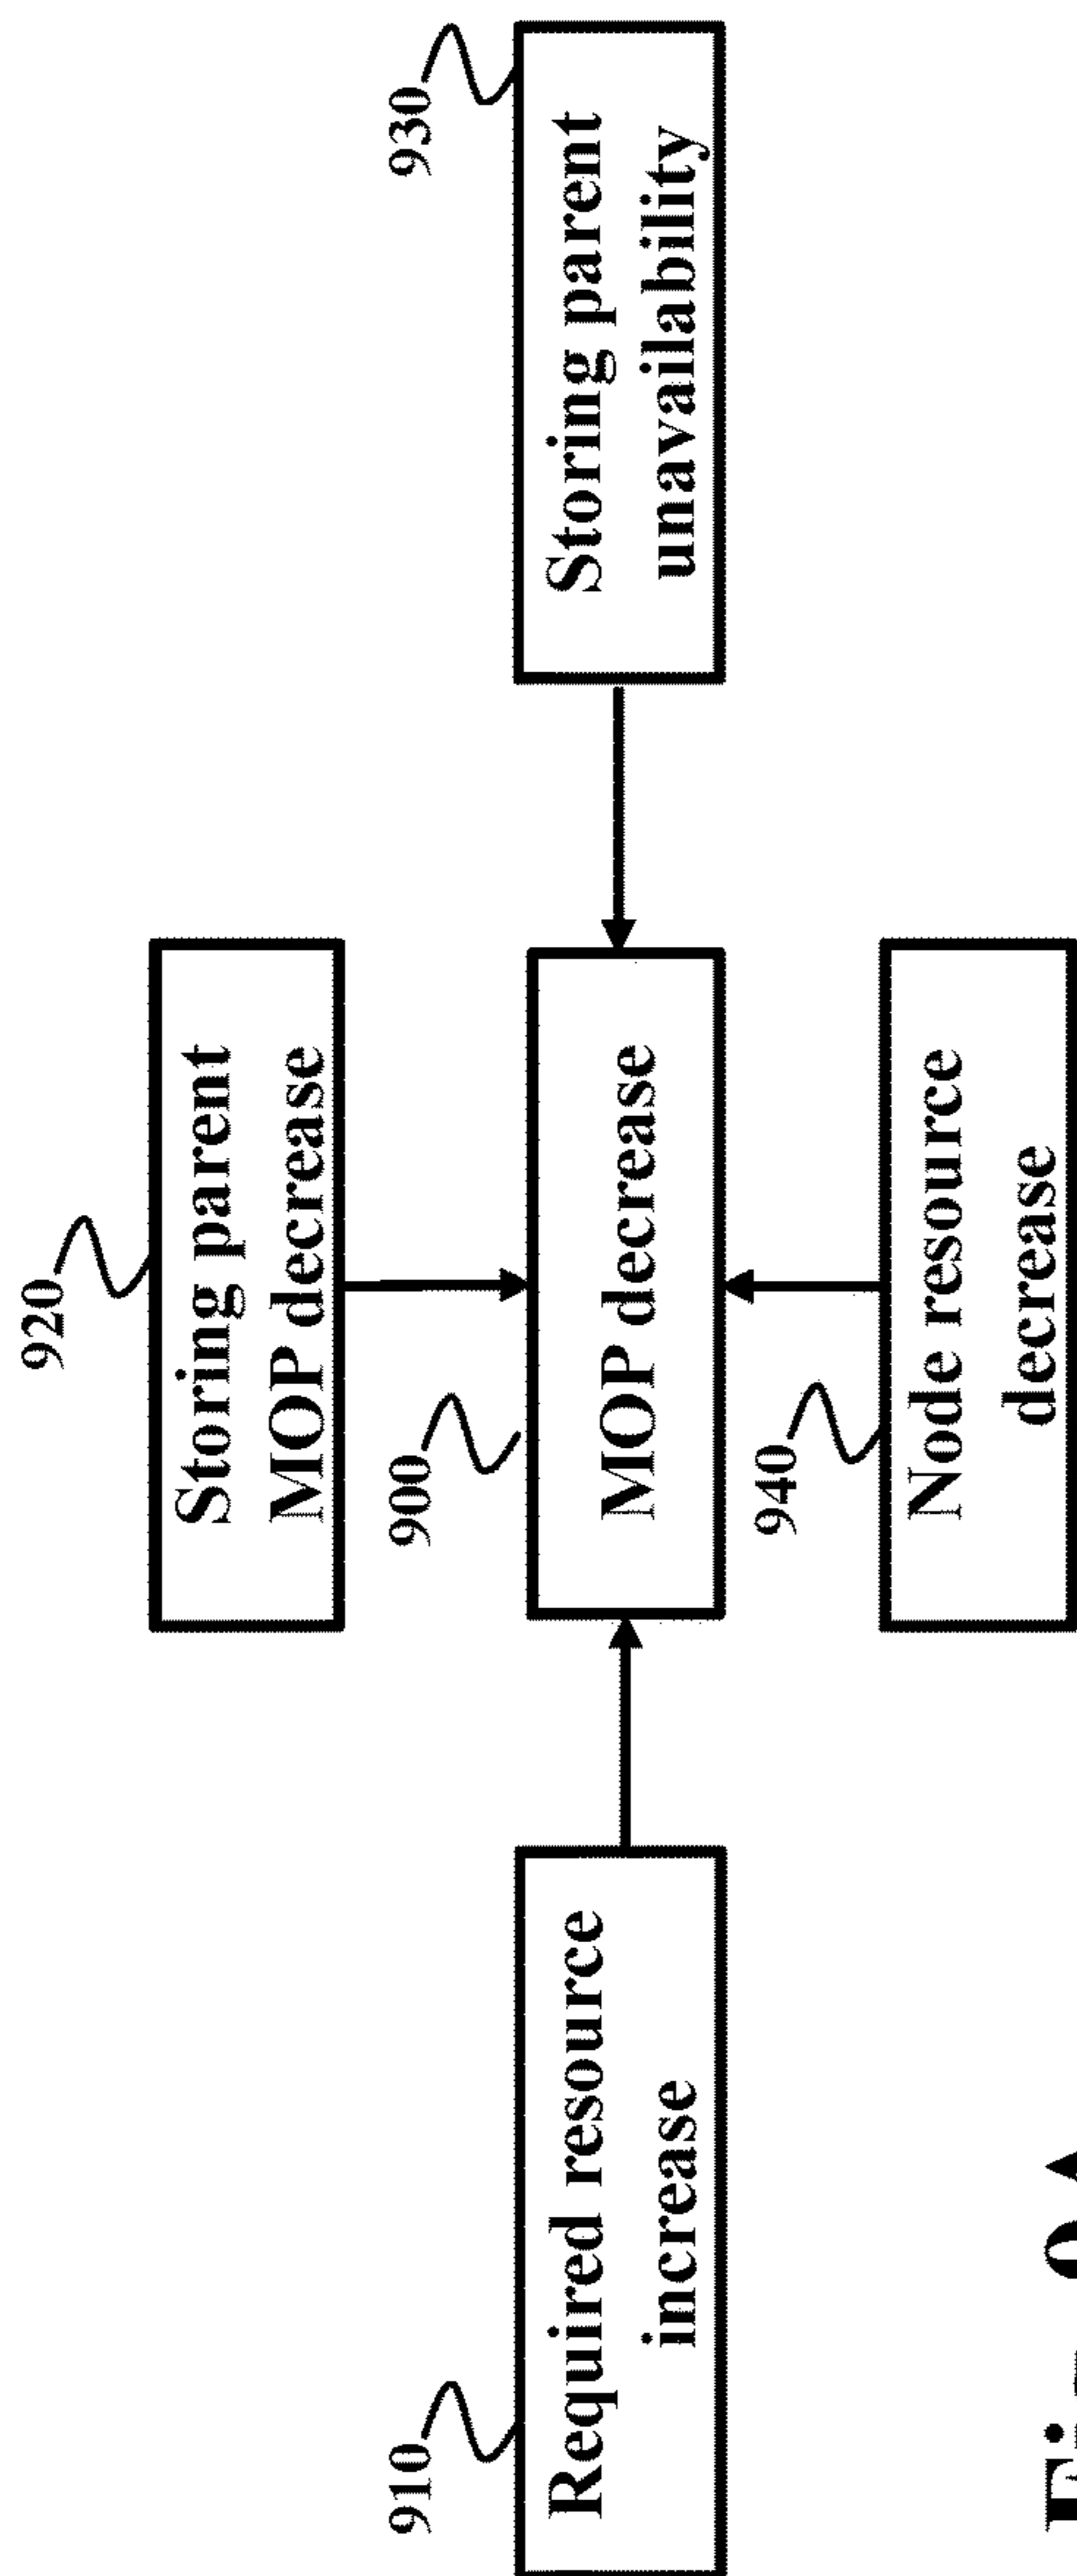 920
Storing parent
MOP decrease
910
Required resource
increase
900
MOP decrease
930
Storing parent
unavailability
940
Node resource
decrease